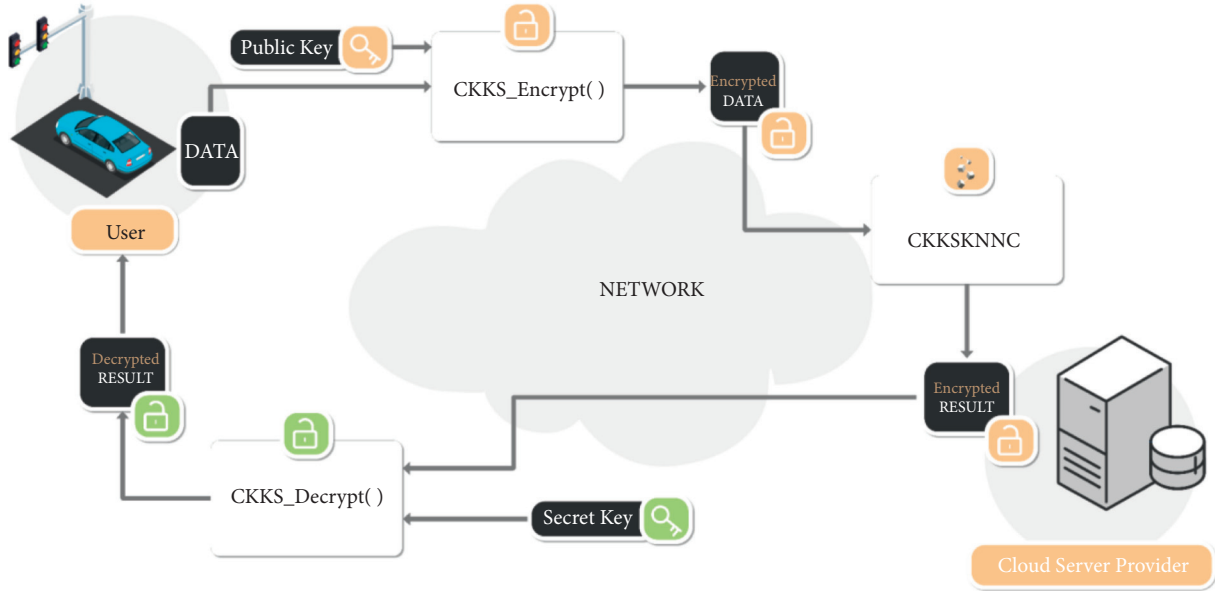 Public Key
CKKS_Encrypt( )
Encrypted
DATA
DATA
User
CKKSKNNC
NETWORK
Decrypted
RESULT
Encrypted
RESULT
CKKS_Decrypt( )
Secret Key
Cloud Server Provider